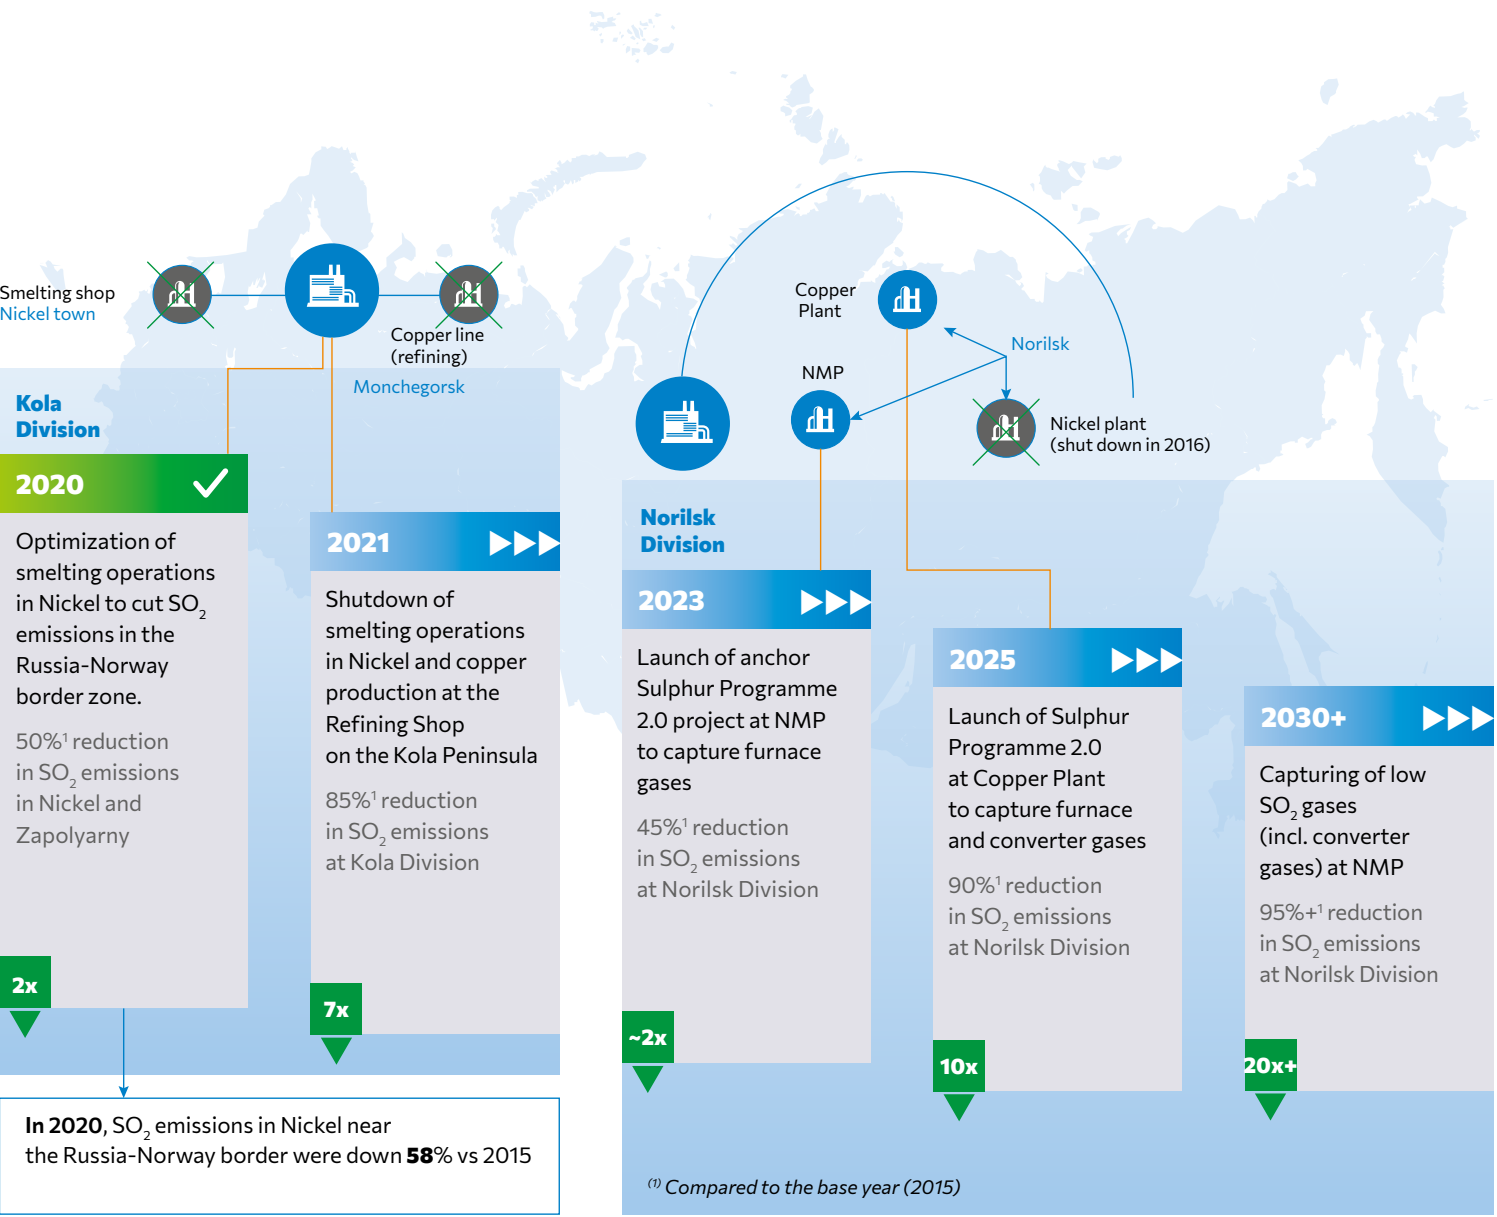 Smelting shop
Nickel town
Copper line
(refining)
Monchegorsk
Kola
Division
2020
Optimization of
smelting operations
in Nickel to cut SO₂
emissions in the
Russia-Norway
border zone.
50%¹ reduction
in SO₂ emissions
in Nickel and
Zapolyarny
2x
2021
Shutdown of
smelting operations
in Nickel and copper
production at the
Refining Shop
on the Kola Peninsula
85%¹ reduction
in SO₂ emissions
at Kola Division
7x
In 2020, SO₂ emissions in Nickel near
the Russia-Norway border were down 58% vs 2015
Copper
Plant
Norilsk
NMP
Nickel plant
(shut down in 2016)
Norilsk
Division
2023
Launch of anchor
Sulphur Programme
2.0 project at NMP
to capture furnace
gases
45%¹ reduction
in SO₂ emissions
at Norilsk Division
~2x
2025
Launch of Sulphur
Programme 2.0
at Copper Plant
to capture furnace
and converter gases
90%¹ reduction
in SO₂ emissions
at Norilsk Division
10x
2030+
Capturing of low
SO₂ gases
(incl. converter
gases) at NMP
95%+¹ reduction
in SO₂ emissions
at Norilsk Division
20x+
(1) Compared to the base year (2015)